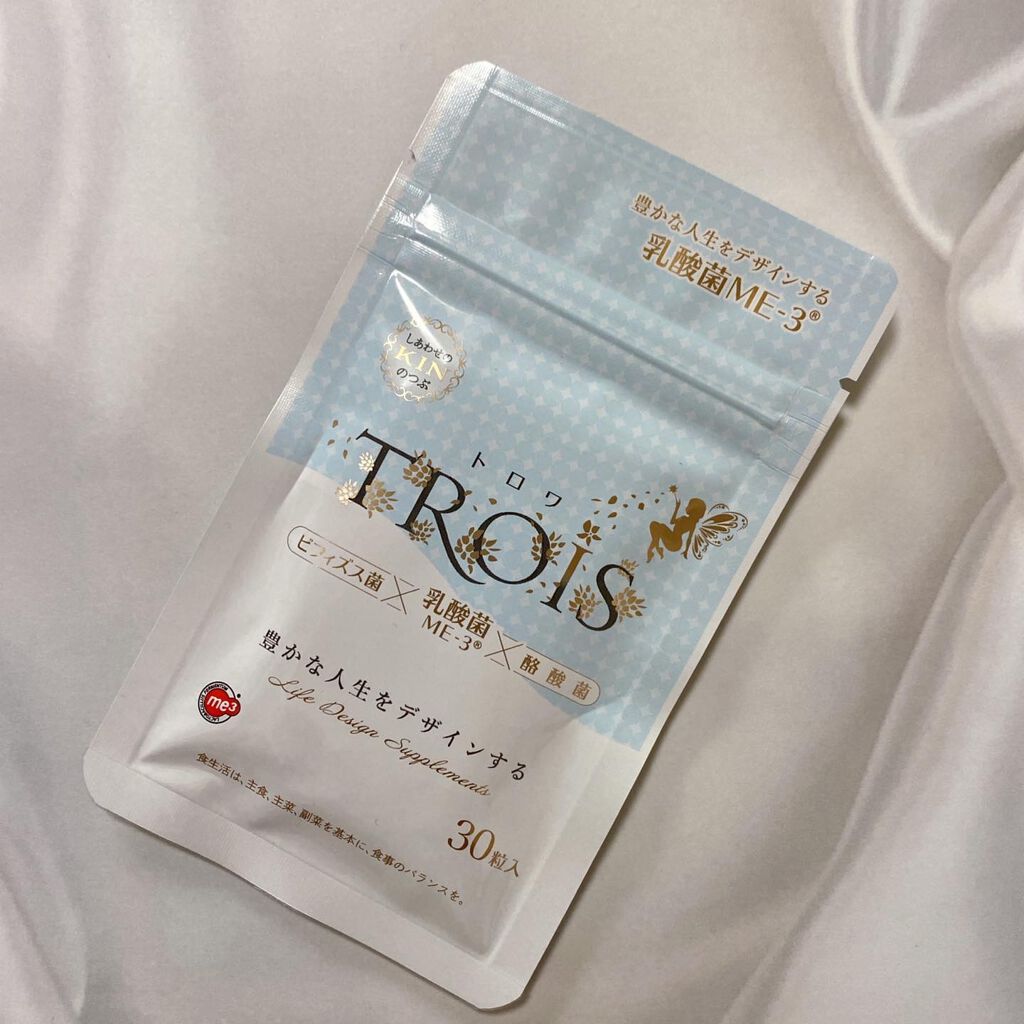 豊かな人生をデザインする
乳酸菌ME-3®
しあわせの
KIN
のつぶ
トロワ
TROIS
ビフィズス菌 × 乳酸菌 ME-3® × 酪酸菌
豊かな人生をデザインする
Life Design Supplements
me3
食生活は、主食、主菜、副菜を基本に、食事のバランスを。
30粒入